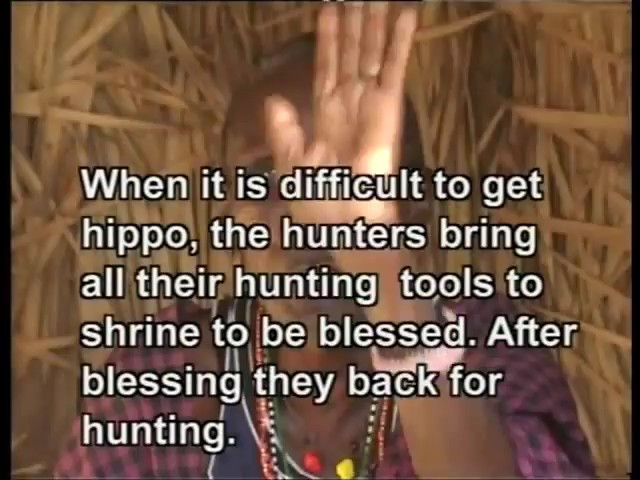 When it is difficult to get
hippo, the hunters bring
all their hunting  tools to
shrine to be blessed. After
blessing they back for
hunting.